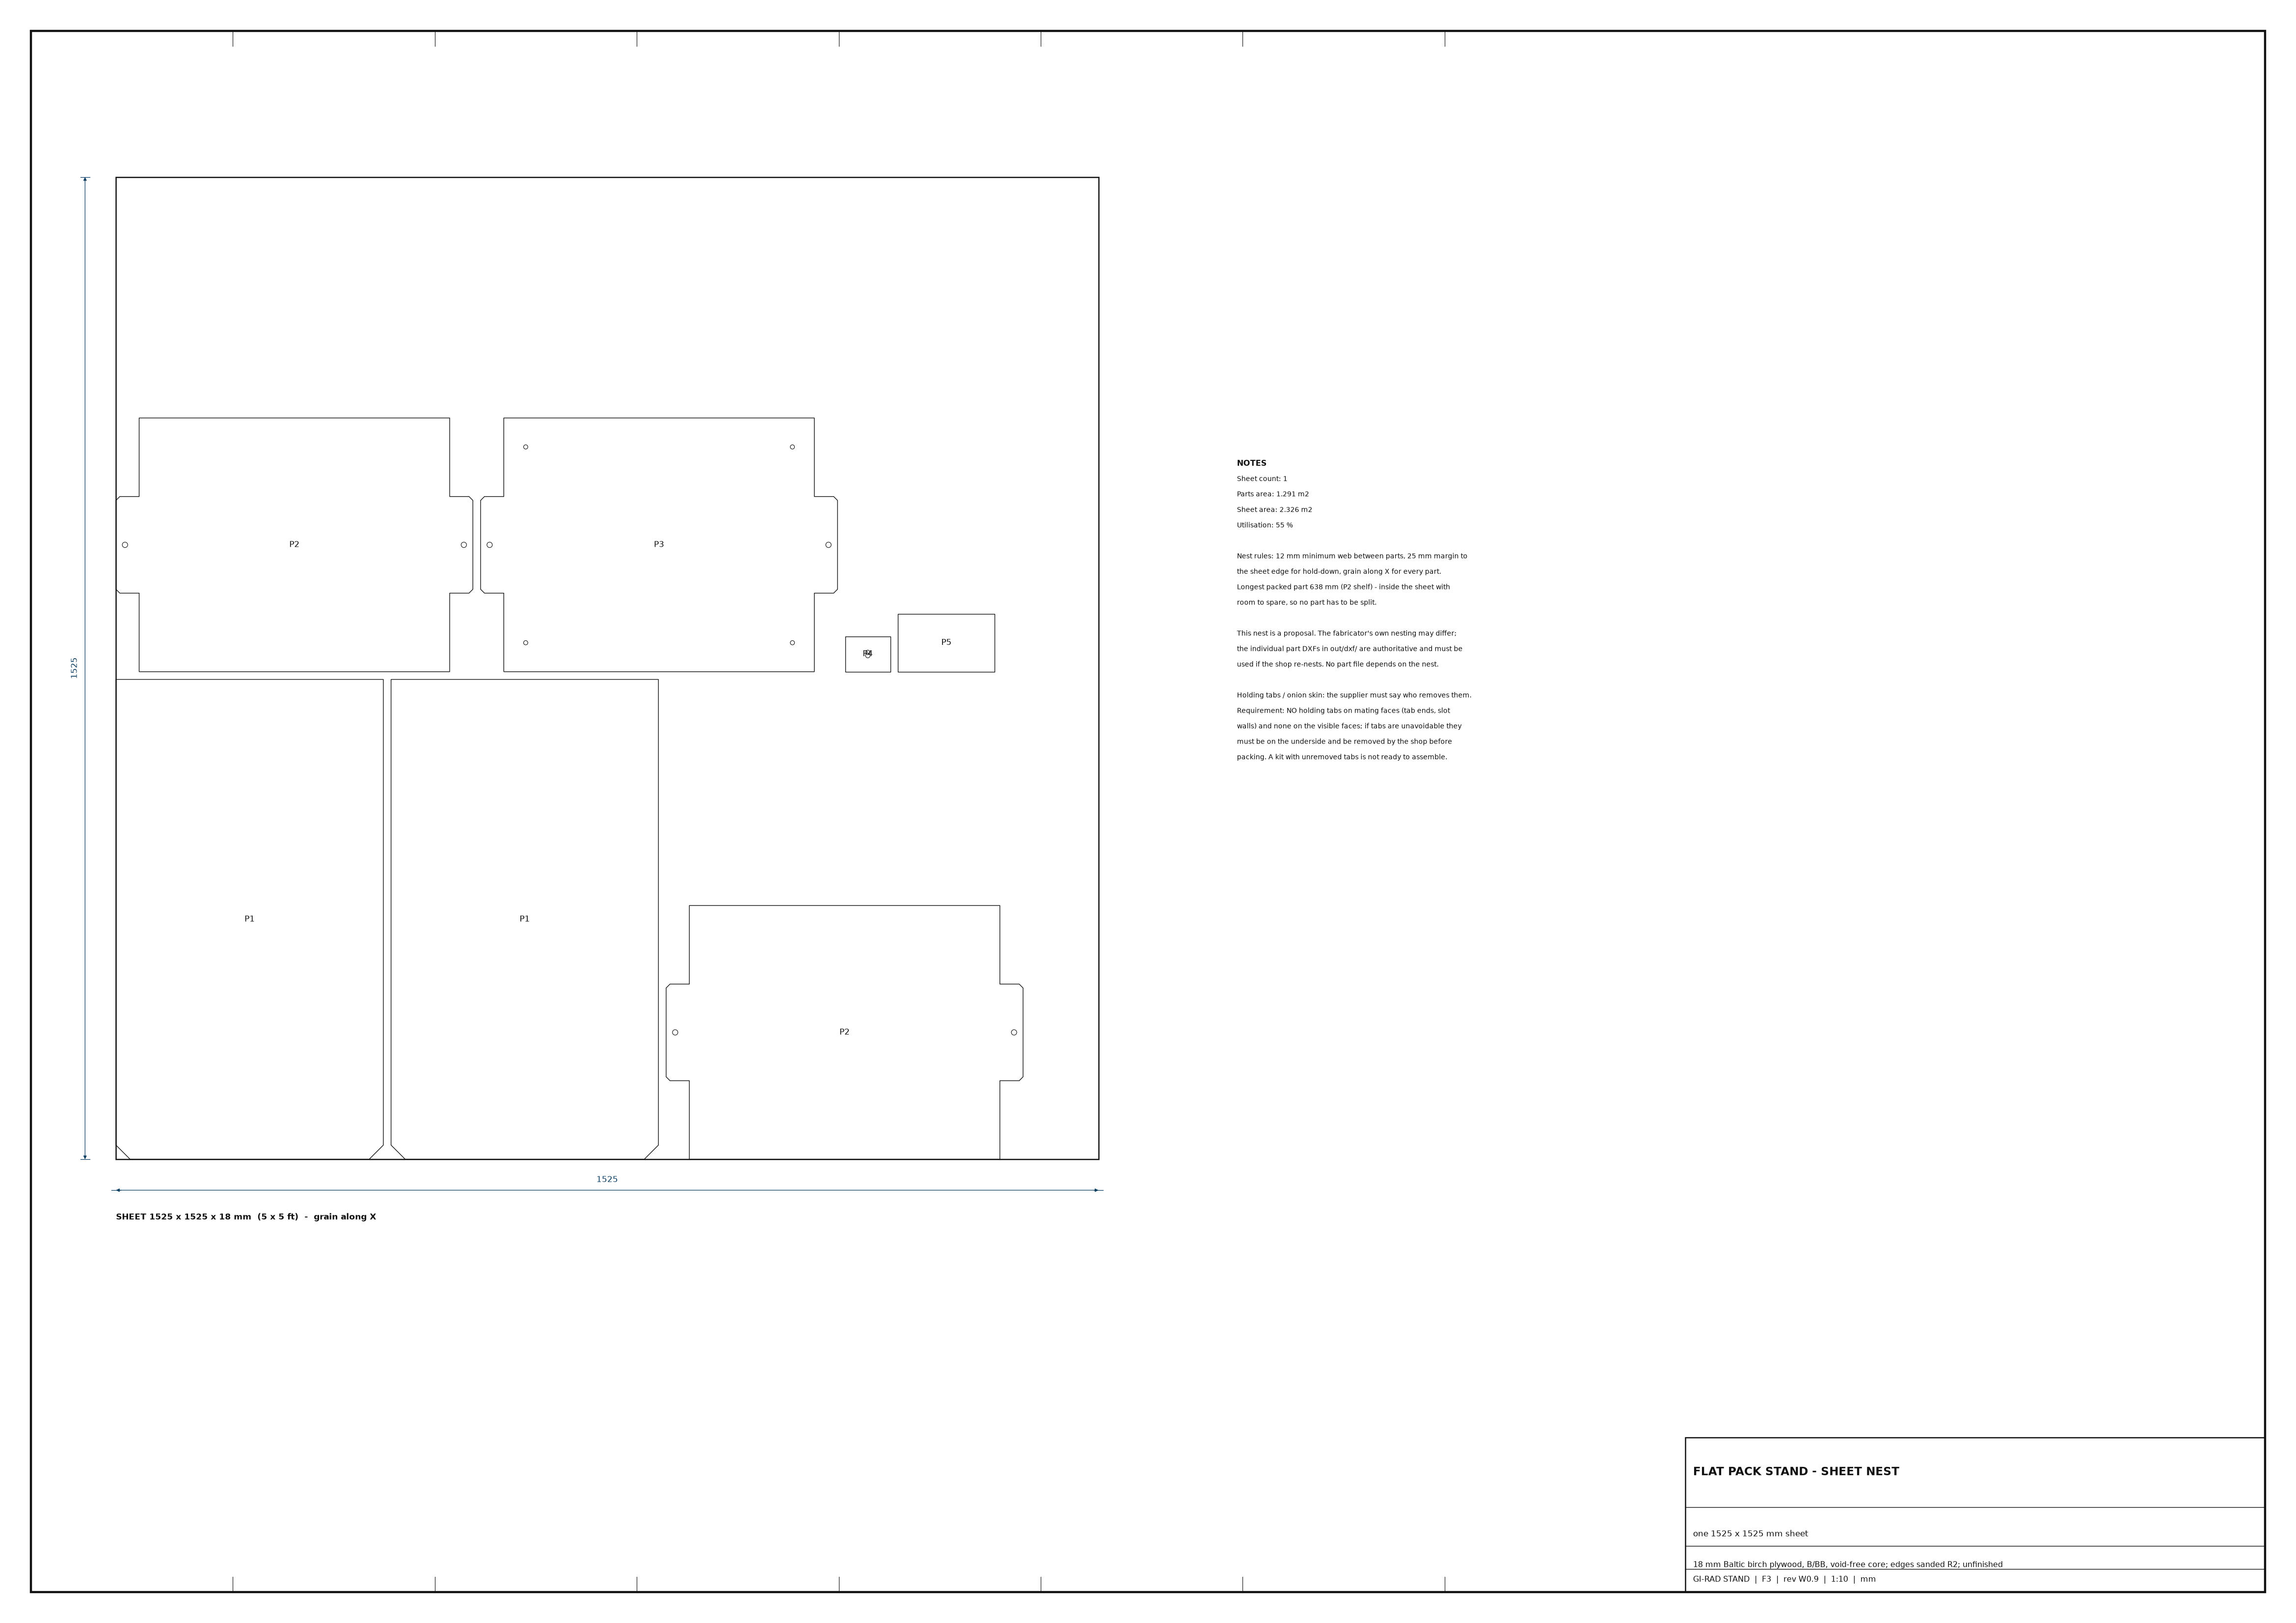 1525
P2
P3
P5
P1
P1
P2
1525
SHEET 1525 x 1525 x 18 mm  (5 x 5 ft)  -  grain along X
NOTES
Sheet count: 1
Parts area: 1.291 m2
Sheet area: 2.326 m2
Utilisation: 55 %
Nest rules: 12 mm minimum web between parts, 25 mm margin to
the sheet edge for hold-down, grain along X for every part.
Longest packed part 638 mm (P2 shelf) - inside the sheet with
room to spare, so no part has to be split.
This nest is a proposal. The fabricator's own nesting may differ;
the individual part DXFs in out/dxf/ are authoritative and must be
used if the shop re-nests. No part file depends on the nest.
Holding tabs / onion skin: the supplier must say who removes them.
Requirement: NO holding tabs on mating faces (tab ends, slot
walls) and none on the visible faces; if tabs are unavoidable they
must be on the underside and be removed by the shop before
packing. A kit with unremoved tabs is not ready to assemble.
FLAT PACK STAND - SHEET NEST
one 1525 x 1525 mm sheet
18 mm Baltic birch plywood, B/BB, void-free core; edges sanded R2; unfinished
GI-RAD STAND  |  F3  |  rev W0.9  |  1:10  |  mm